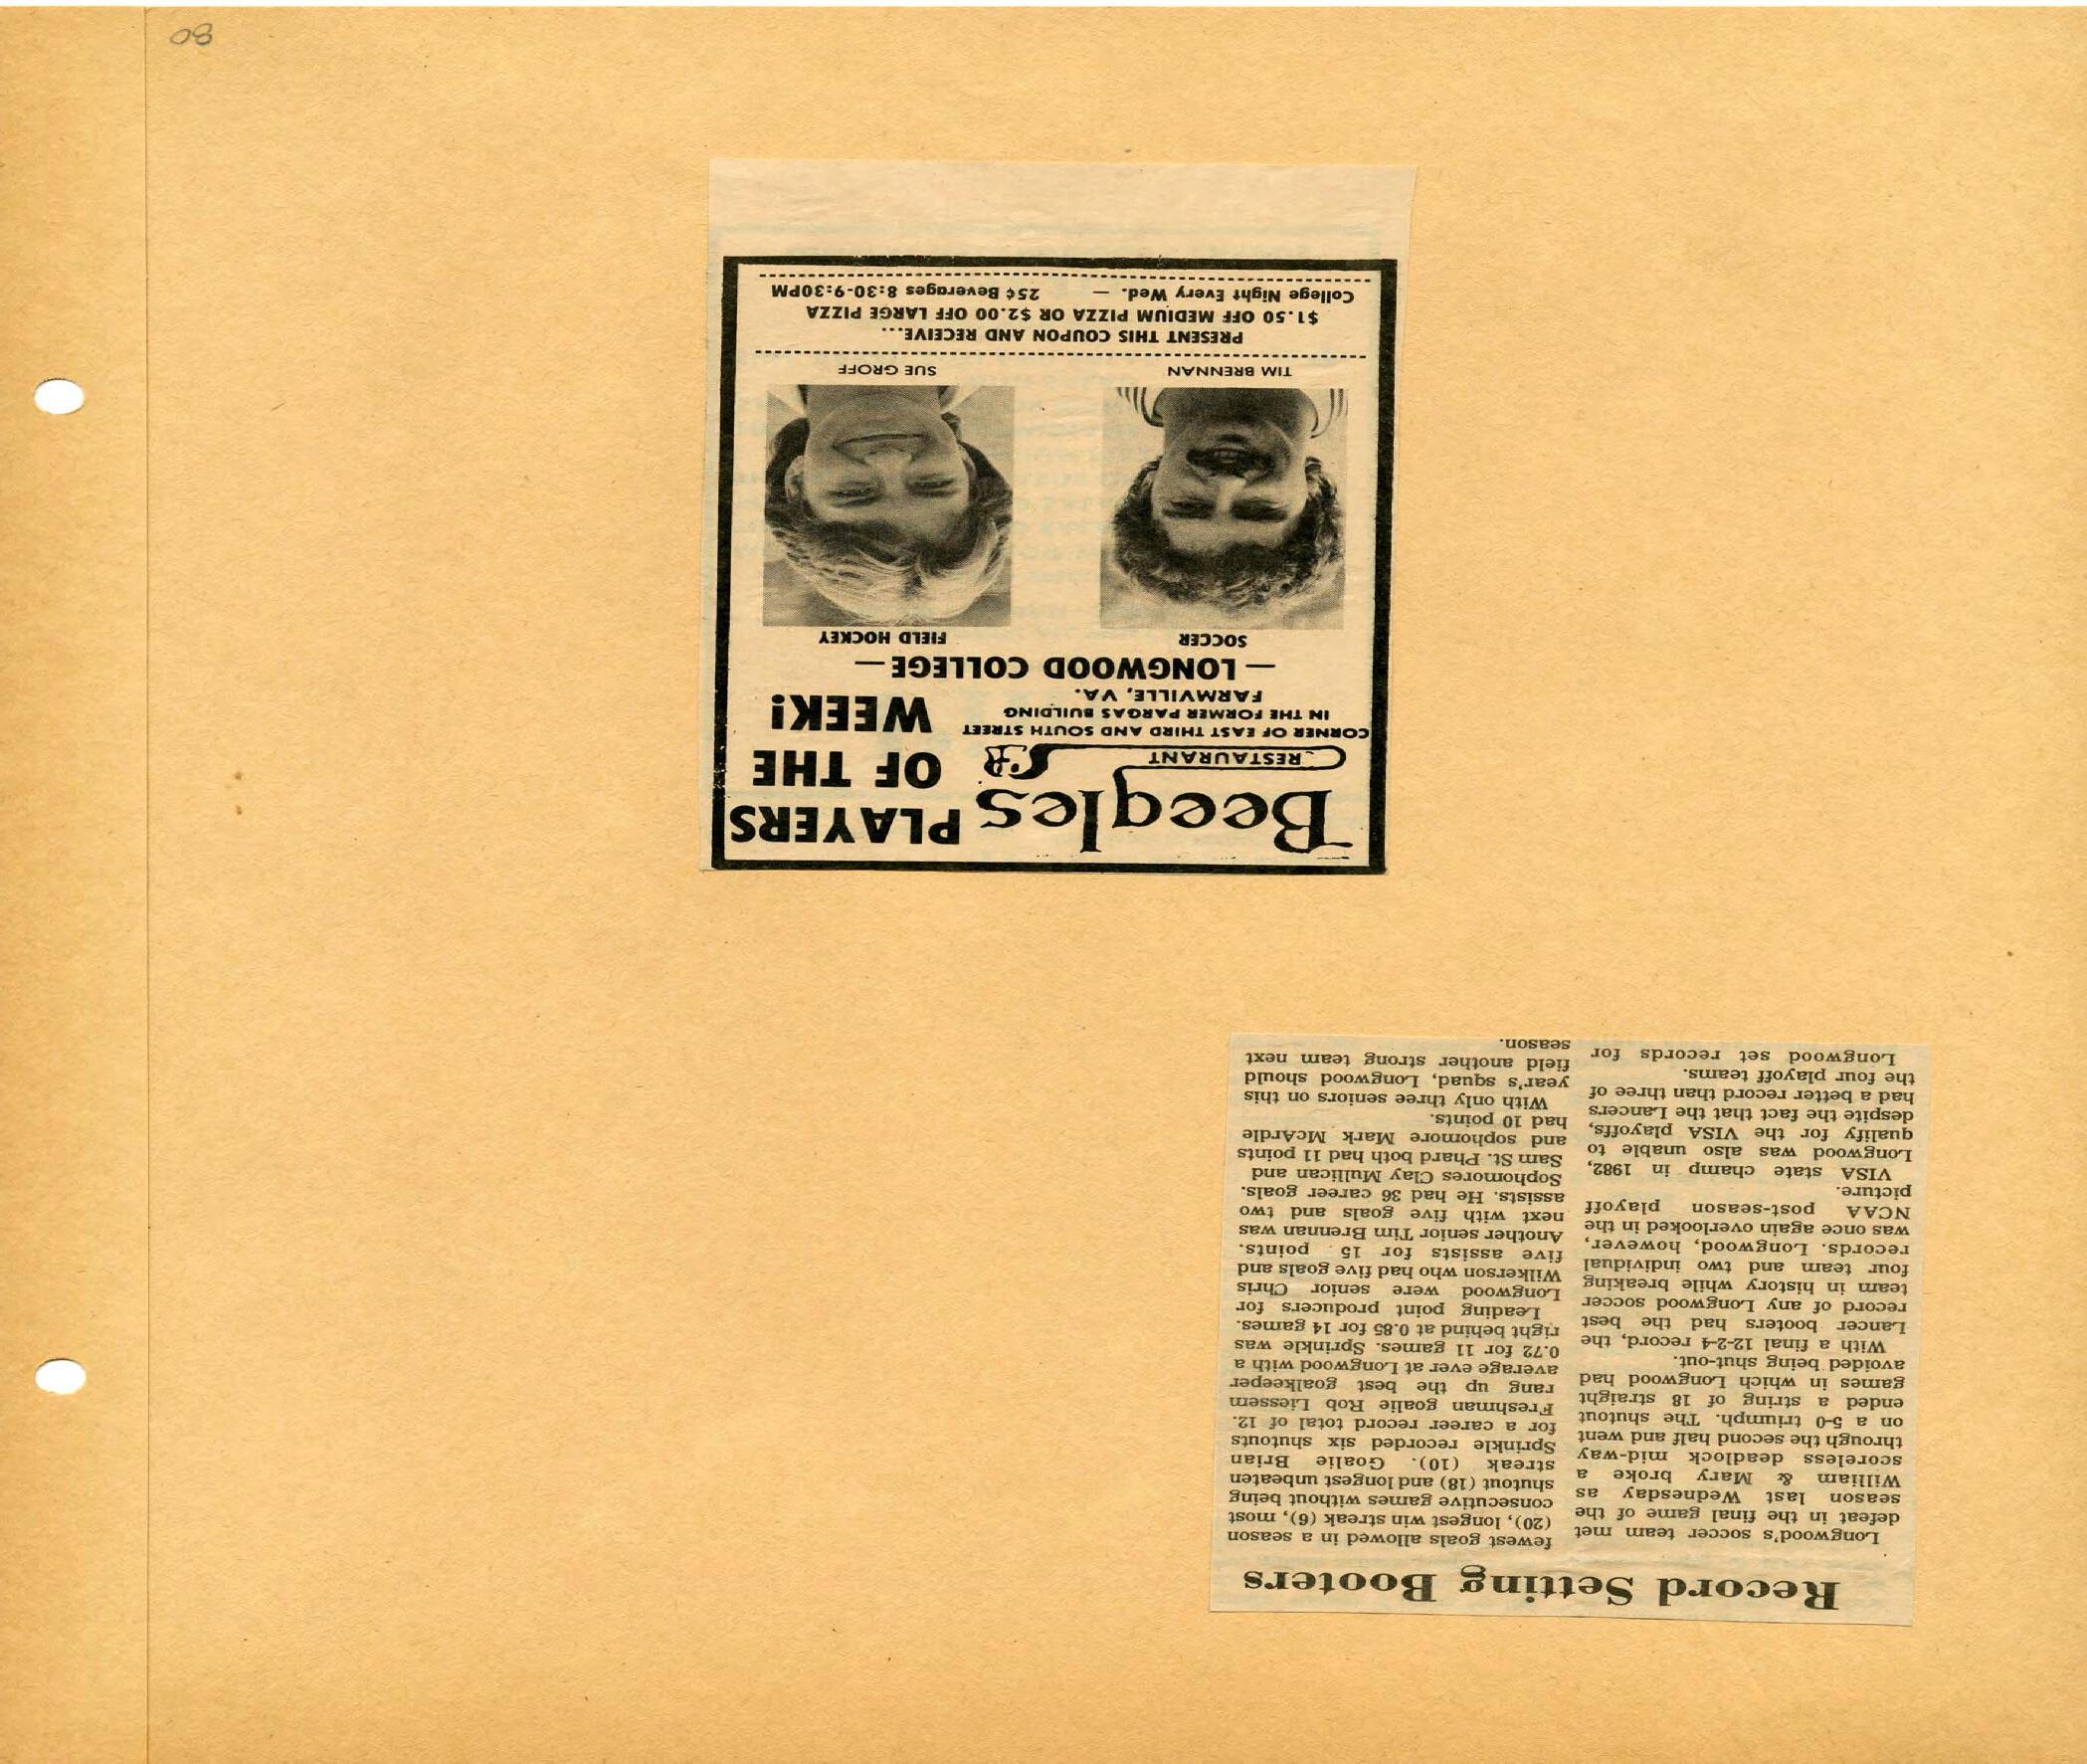 Record Setting Booters
Longwood's soccer team met
defeat in the final game of the
season last Wednesday as
William & Mary broke a
scoreless deadlock mid-way
through the second half and went
on a 5-0 triumph. The shutout
ended a string of 18 straight
games in which Longwood had
avoided being shut-out.
With a final 12-2-4 record, the
Lancer booters had the best
record of any Longwood soccer
team in history while breaking
four team and two individual
records. Longwood, however,
was once again overlooked in the
NCAA post-season playoff
picture.
VISA state champ in 1982,
Longwood was also unable to
qualify for the VISA playoffs,
despite the fact that the Lancers
had a better record than three of
the four playoff teams.
Longwood set records for
fewest goals allowed in a season
(20), longest win streak (6), most
consecutive games without being
shutout (18) and longest unbeaten
streak (10). Goalie Brian
Sprinkle recorded six shutouts
for a career record total of 12.
Freshman goalie Rob Liessem
rang up the best goalkeeper
average ever at Longwood with a
0.72 for 11 games. Sprinkle was
right behind at 0.85 for 14 games.
Leading point producers for
Longwood were senior Chris
Wilkerson who had five goals and
five assists for 15 points.
Another senior Tim Brennan was
next with five goals and two
assists. He had 36 career goals.
Sophomores Clay Mullican and
Sam St. Phard both had 11 points
and sophomore Mark McArdle
had 10 points.
With only three seniors on this
year's squad, Longwood should
field another strong team next
season.
Beegles PLAYERS
RESTAURANT OF THE
CORNER OF EAST THIRD AND SOUTH STREET
IN THE FORMER PARGAS BUILDING WEEK!
FARMVILLE, VA.
— LONGWOOD COLLEGE —
SOCCER FIELD HOCKEY
TIM BRENNAN SUE GROFF
PRESENT THIS COUPON AND RECEIVE...
$1.50 OFF MEDIUM PIZZA OR $2.00 OFF LARGE PIZZA
College Night Every Wed. — 25¢ Beverages 8:30-9:30PM
80